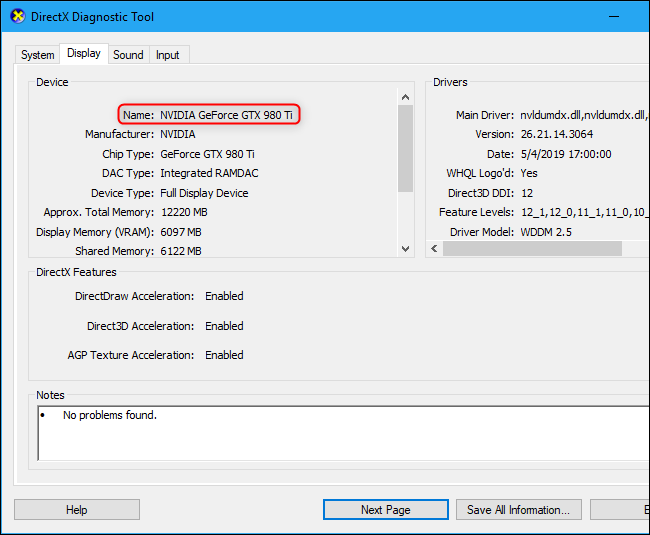 DirectX Diagnostic Tool
System Display Sound Input
Device
Name: NVIDIA GeForce GTX 980 Ti
Manufacturer: NVIDIA
Chip Type: GeForce GTX 980 Ti
DAC Type: Integrated RAMDAC
Device Type: Full Display Device
Approx. Total Memory: 12220 MB
Display Memory (VRAM): 6097 MB
Shared Memory: 6122 MB
Drivers
Main Driver: nvldumdx.dll,nvldumdx.dll,
Version: 26.21.14.3064
Date: 5/4/2019 17:00:00
WHQL Logo'd: Yes
Direct3D DDI: 12
Feature Levels: 12_1,12_0,11_1,11_0,10_
Driver Model: WDDM 2.5
DirectX Features
DirectDraw Acceleration: Enabled
Direct3D Acceleration: Enabled
AGP Texture Acceleration: Enabled
Notes
• No problems found.
Help Next Page Save All Information...